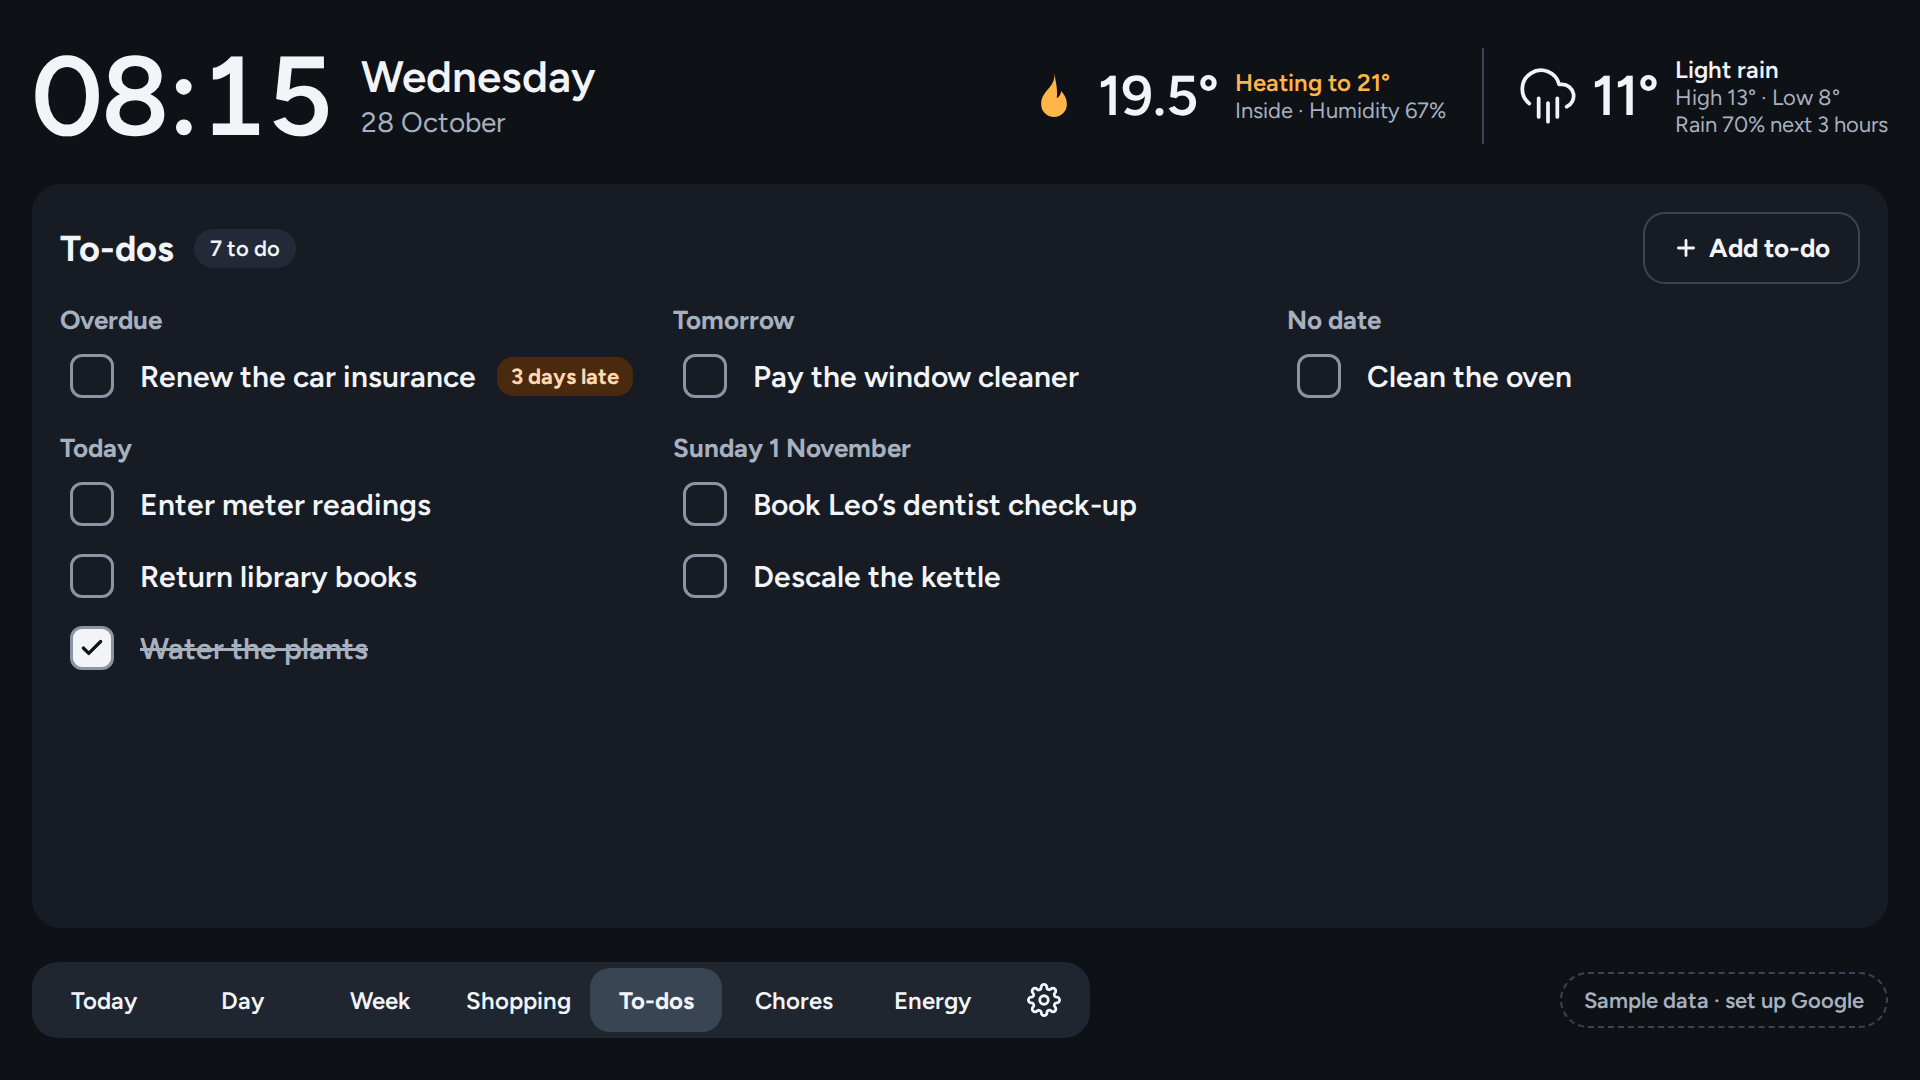 08:15
Wednesday
28 October
19.5°
Heating to 21°
Inside · Humidity 67%
11°
Light rain
High 13° · Low 8°
Rain 70% next 3 hours
To-dos
7 to do
+ Add to-do
Overdue
Renew the car insurance
3 days late
Today
Enter meter readings
Return library books
Water the plants
Tomorrow
Pay the window cleaner
Sunday 1 November
Book Leo’s dentist check-up
Descale the kettle
No date
Clean the oven
Today
Day
Week
Shopping
To-dos
Chores
Energy
Sample data · set up Google